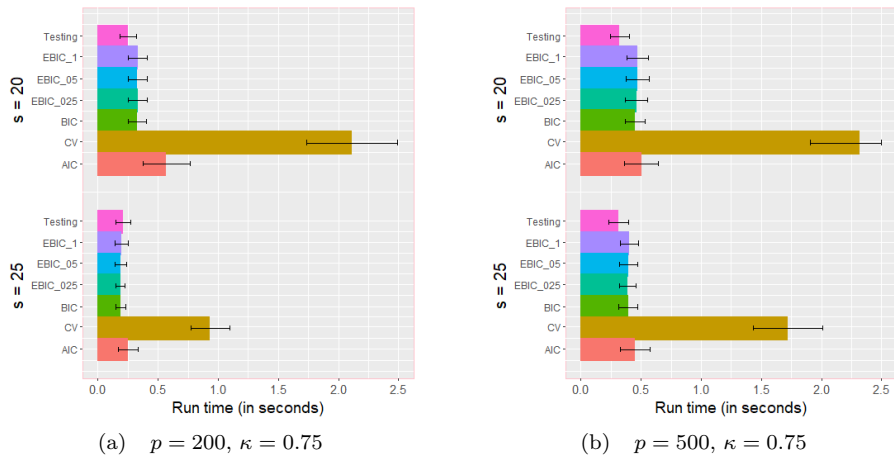 s = 20
Testing
EBIC_1
EBIC_05
EBIC_025
BIC
CV
AIC
s = 25
Testing
EBIC_1
EBIC_05
EBIC_025
BIC
CV
AIC
0.0 0.5 1.0 1.5 2.0 2.5
Run time (in seconds)
(a) p = 200, κ = 0.75
s = 20
Testing
EBIC_1
EBIC_05
EBIC_025
BIC
CV
AIC
s = 25
Testing
EBIC_1
EBIC_05
EBIC_025
BIC
CV
AIC
0.0 0.5 1.0 1.5 2.0 2.5
Run time (in seconds)
(b) p = 500, κ = 0.75